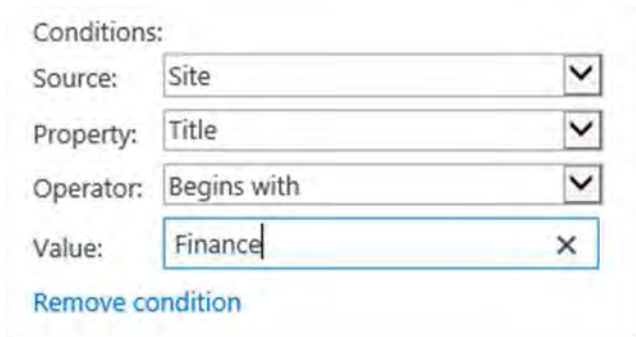 Conditions:
Source: Site
Property: Title
Operator: Begins with
Value: Finance
Remove condition